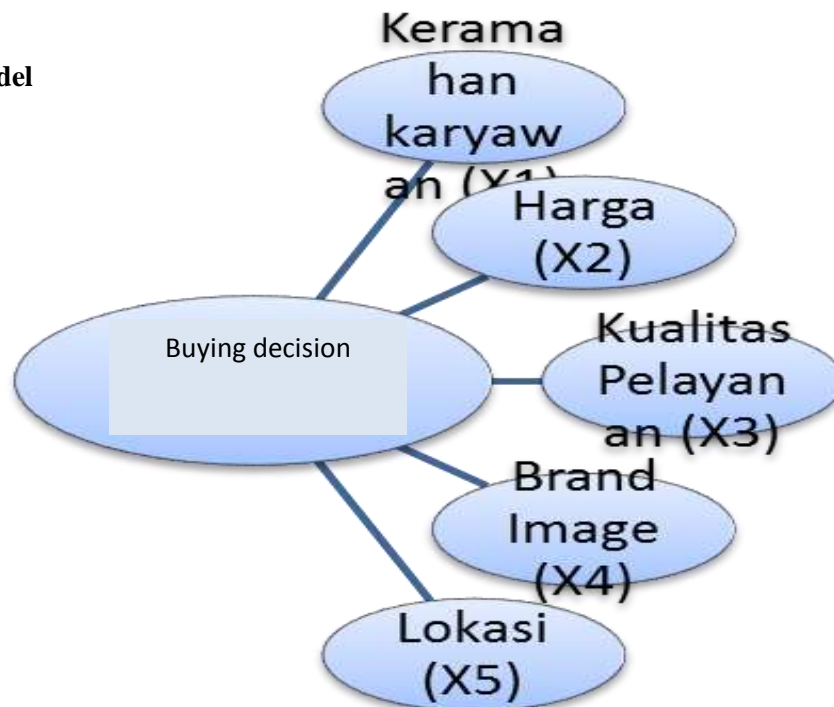 del
Kerama
han
karyaw
an (X1)
Harga
(X2)
Buying decision
Kualitas
Pelayan
an (X3)
Brand
Image
(X4)
Lokasi
(X5)